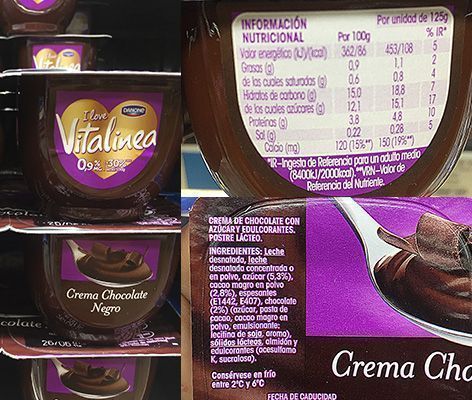 I love
DANONE
Vitalinea
0,9%
30%
Crema Chocolate
Negro
INFORMACIÓN
NUTRICIONAL
Por 100g
Por unidad de 125g
% IR*
Valor energético (kJ)/(kcal) 362/86 453/108 5
Grasas (g) 0,9 1,1 2
de las cuales saturadas (g) 0,6 0,8 4
Hidratos de carbono (g) 15,0 18,8 7
de los cuales azúcares (g) 12,1 15,1 17
Proteínas (g) 3,8 4,8 10
Sal (g) 0,22 0,28 5
Calcio (mg) 120 (15%**) 150 (19%**)
*IR-Ingesta de Referencia para un adulto medio
(8400kJ/2000kcal). **VRN-Valor de
Referencia del Nutriente.
CREMA DE CHOCOLATE CON
AZÚCAR Y EDULCORANTES.
POSTRE LÁCTEO.
INGREDIENTES: Leche
desnatada, leche
desnatada concentrada o
en polvo, azúcar (5,3%),
cacao magro en polvo
(2,8%), espesantes
(E1442, E407), chocolate
(2%) (azúcar, pasta de
cacao, cacao magro en
polvo, emulsionante:
lecitina de soja, aroma),
sólidos lácteos, almidón y
edulcorantes (acesulfamo
K, sucralosa).
Consérvese en frío
entre 2ºC y 6ºC
FECHA DE CADUCIDAD
Crema Cho